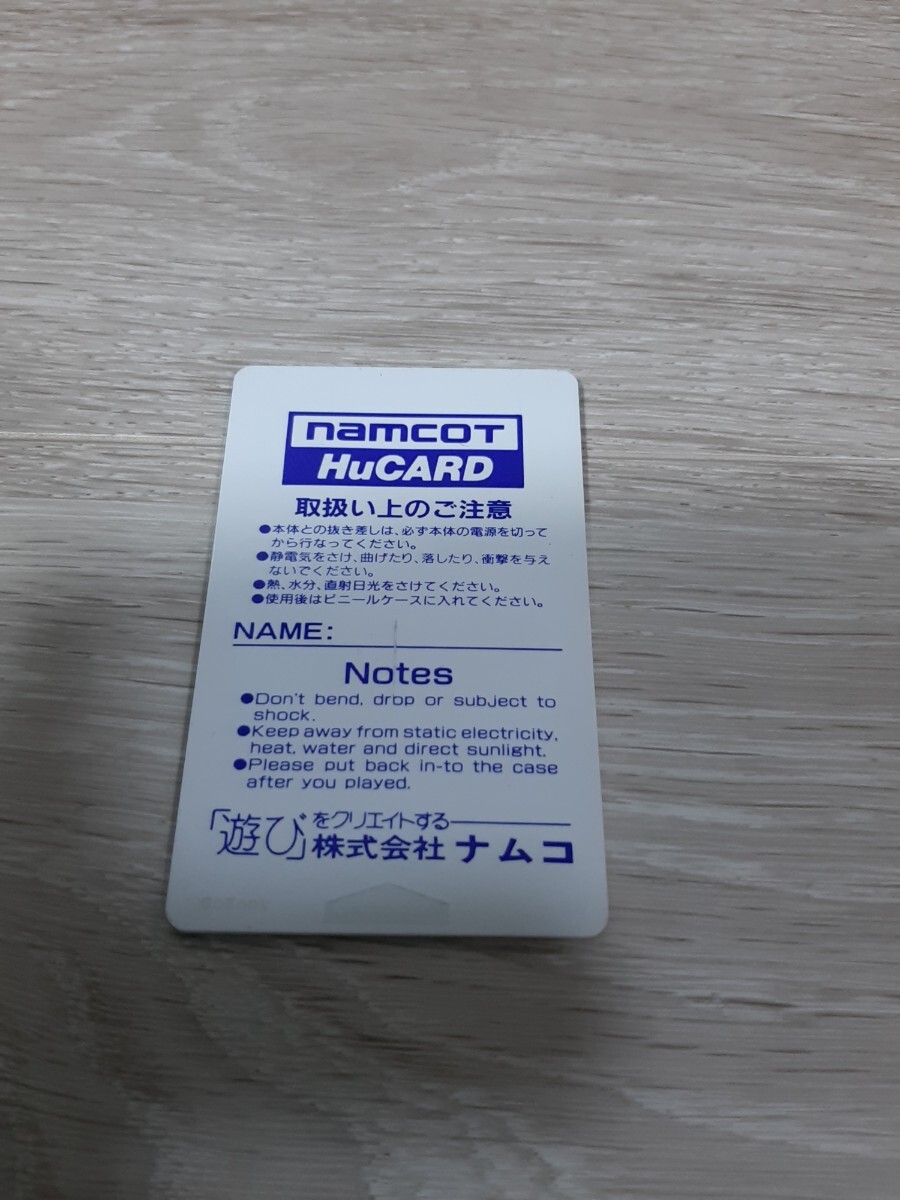 namcoT
HuCARD
取扱い上のご注意
●本体との抜き差しは、必ず本体の電源を切って
から行なってください。
●静電気をさけ、曲げたり、落したり、衝撃を与え
ないでください。
●熱、水分、直射日光をさけてください。
●使用後はビニールケースに入れてください。
NAME:
Notes
●Don't bend, drop or subject to
shock.
●Keep away from static electricity,
heat, water and direct sunlight.
●Please put back in-to the case
after you played.
「遊び」をクリエイトする
株式会社 ナムコ